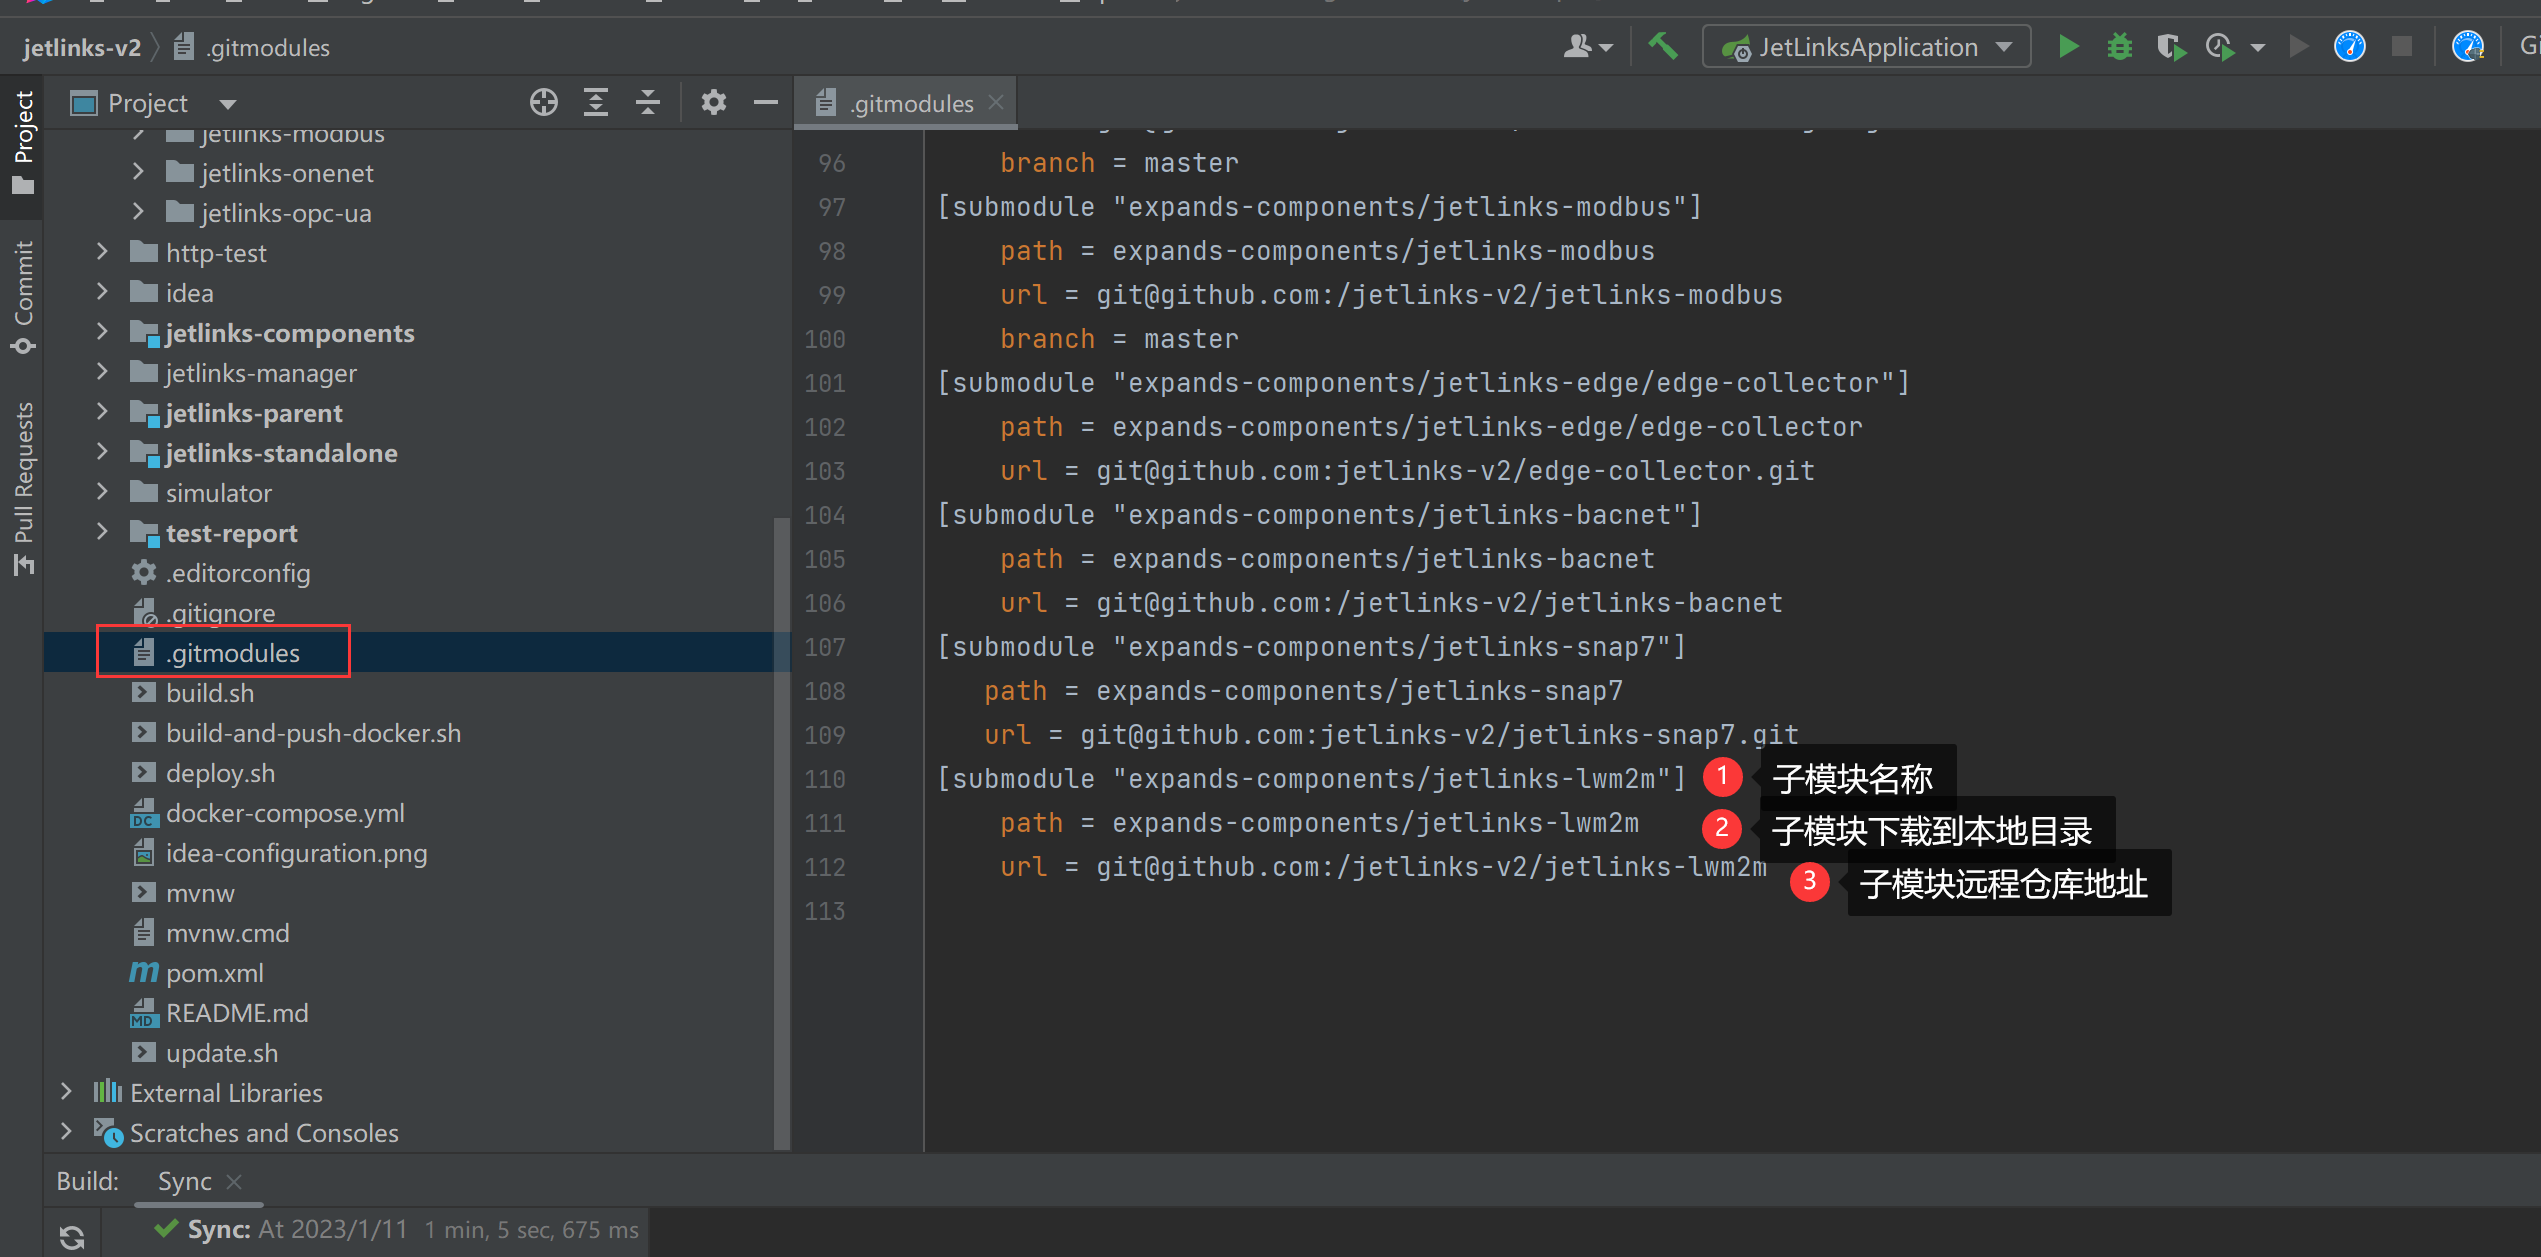 jetlinks-v2
.gitmodules
JetLinksApplication
Project
.gitmodules
Project
Commit
Pull Requests
jetlinks-modbus
jetlinks-onenet
jetlinks-opc-ua
http-test
idea
jetlinks-components
jetlinks-manager
jetlinks-parent
jetlinks-standalone
simulator
test-report
.editorconfig
.gitignore
.gitmodules
build.sh
build-and-push-docker.sh
deploy.sh
docker-compose.yml
idea-configuration.png
mvnw
mvnw.cmd
pom.xml
README.md
update.sh
External Libraries
Scratches and Consoles
96 branch = master
97 [submodule "expands-components/jetlinks-modbus"]
98 path = expands-components/jetlinks-modbus
99 url = git@github.com:/jetlinks-v2/jetlinks-modbus
100 branch = master
101 [submodule "expands-components/jetlinks-edge/edge-collector"]
102 path = expands-components/jetlinks-edge/edge-collector
103 url = git@github.com:jetlinks-v2/edge-collector.git
104 [submodule "expands-components/jetlinks-bacnet"]
105 path = expands-components/jetlinks-bacnet
106 url = git@github.com:/jetlinks-v2/jetlinks-bacnet
107 [submodule "expands-components/jetlinks-snap7"]
108 path = expands-components/jetlinks-snap7
109 url = git@github.com:jetlinks-v2/jetlinks-snap7.git
110 [submodule "expands-components/jetlinks-lwm2m"] 1 子模块名称
111 path = expands-components/jetlinks-lwm2m 2 子模块下载到本地目录
112 url = git@github.com:/jetlinks-v2/jetlinks-lwm2m 3 子模块远程仓库地址
113
Build: Sync
Sync: At 2023/1/11 1 min, 5 sec, 675 ms